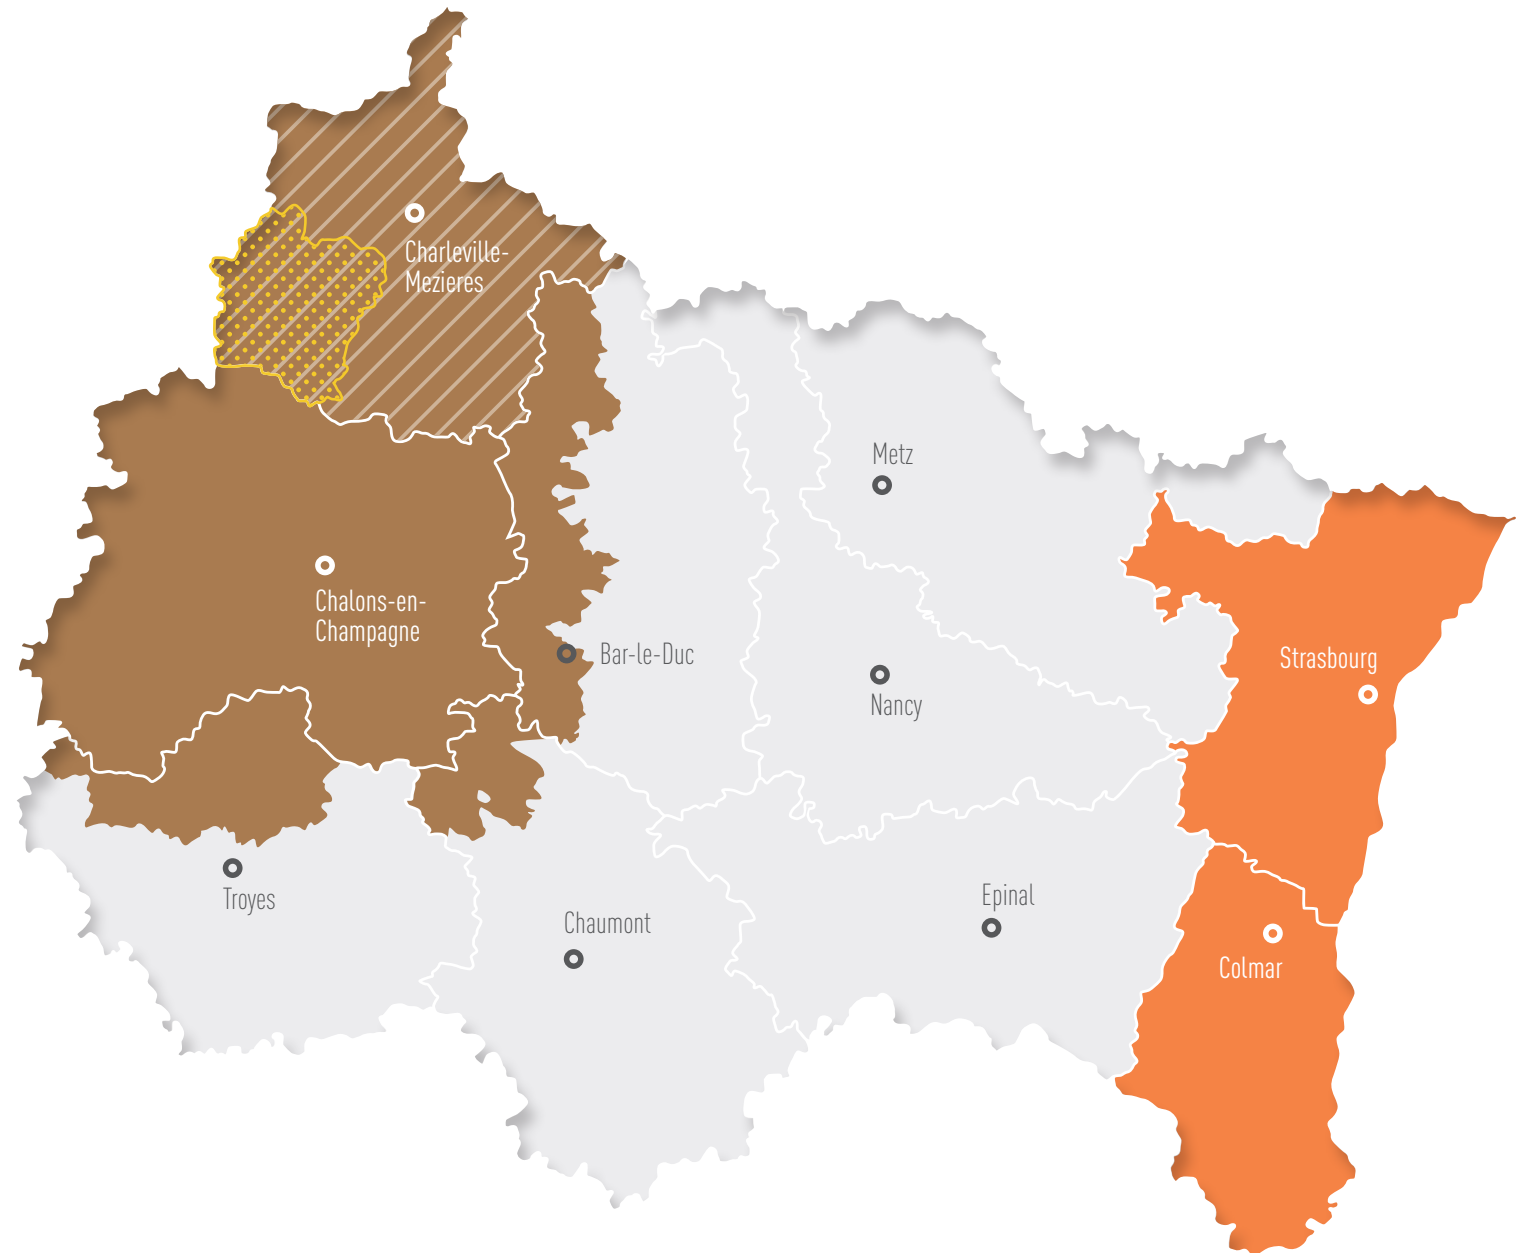 Charleville-
Mezieres
Metz
Chalons-en-
Champagne
Bar-le-Duc
Strasbourg
Nancy
Troyes
Epinal
Chaumont
Colmar